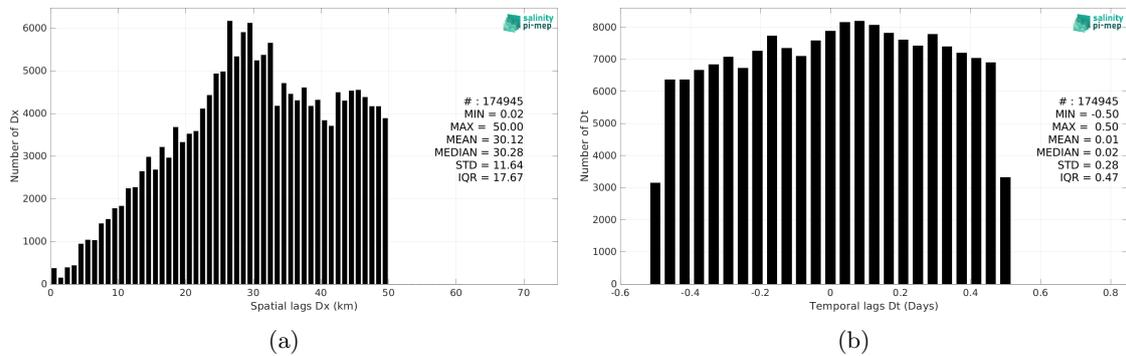 salinity
pi-mep
6000
5000
4000
3000
2000
1000
0
Number of Dx
# : 174945
MIN = 0.02
MAX = 50.00
MEAN = 30.12
MEDIAN = 30.28
STD = 11.64
IQR = 17.67
0 10 20 30 40 50 60 70
Spatial lags Dx (km)
(a)
salinity
pi-mep
8000
7000
6000
5000
4000
3000
2000
1000
0
Number of Dt
# : 174945
MIN = -0.50
MAX = 0.50
MEAN = 0.01
MEDIAN = 0.02
STD = 0.28
IQR = 0.47
-0.6 -0.4 -0.2 0 0.2 0.4 0.6 0.8
Temporal lags Dt (Days)
(b)